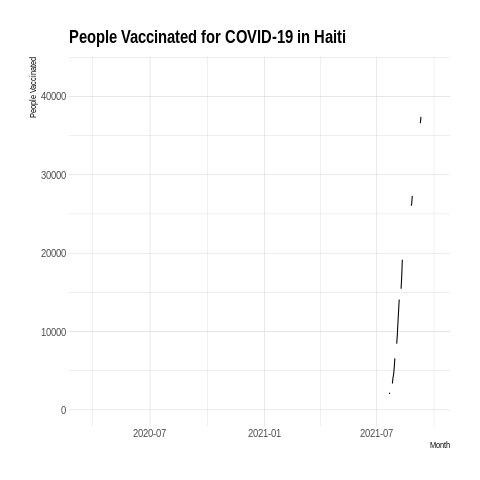 People Vaccinated for COVID-19 in Haiti
People Vaccinated
40000
30000
20000
10000
0
2020-07 2021-01 2021-07
Month